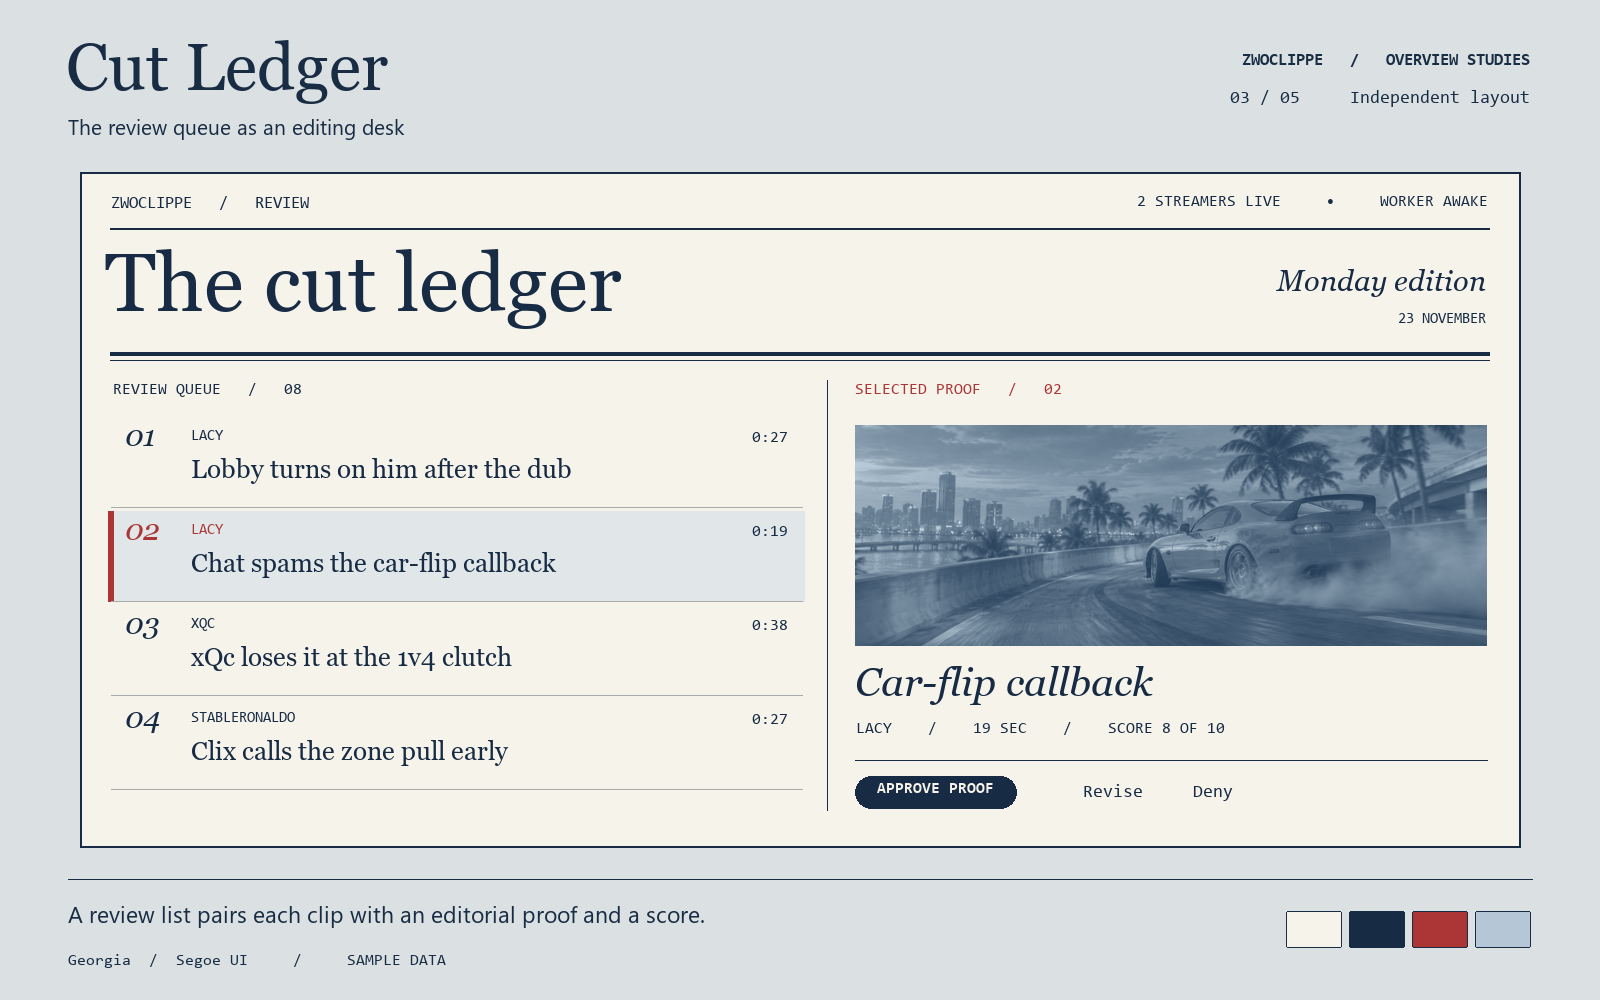 Cut Ledger
The review queue as an editing desk
ZWOCLIPPE / OVERVIEW STUDIES
03 / 05 Independent layout
ZWOCLIPPE / REVIEW
2 STREAMERS LIVE • WORKER AWAKE
The cut ledger
Monday edition
23 NOVEMBER
REVIEW QUEUE / 08
01 LACY 0:27
Lobby turns on him after the dub
02 LACY 0:19
Chat spams the car-flip callback
03 XQC 0:38
xQc loses it at the 1v4 clutch
04 STABLERONALDO 0:27
Clix calls the zone pull early
SELECTED PROOF / 02
Car-flip callback
LACY / 19 SEC / SCORE 8 OF 10
APPROVE PROOF Revise Deny
A review list pairs each clip with an editorial proof and a score.
Georgia / Segoe UI / SAMPLE DATA